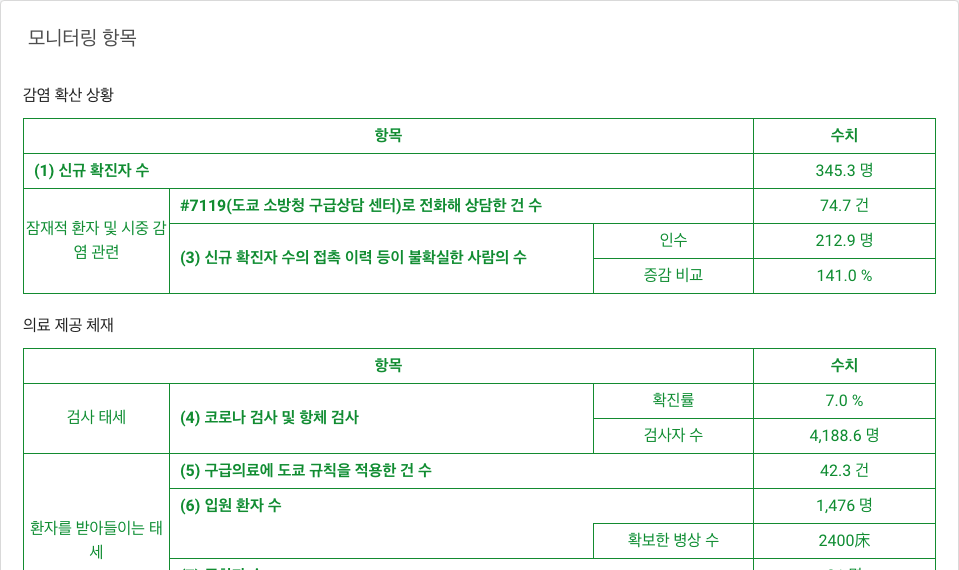 모니터링 항목
감염 확산 상황
항목 수치
(1) 신규 확진자 수 345.3 명
잠재적 환자 및 시중 감
염 관련
#7119(도쿄 소방청 구급상담 센터)로 전화해 상담한 건 수 74.7 건
(3) 신규 확진자 수의 접촉 이력 등이 불확실한 사람의 수
인수 212.9 명
증감 비교 141.0 %
의료 제공 체재
항목 수치
검사 태세
(4) 코로나 검사 및 항체 검사
확진률 7.0 %
검사자 수 4,188.6 명
환자를 받아들이는 태
세
(5) 구급의료에 도쿄 규칙을 적용한 건 수 42.3 건
(6) 입원 환자 수 1,476 명
확보한 병상 수 2400床